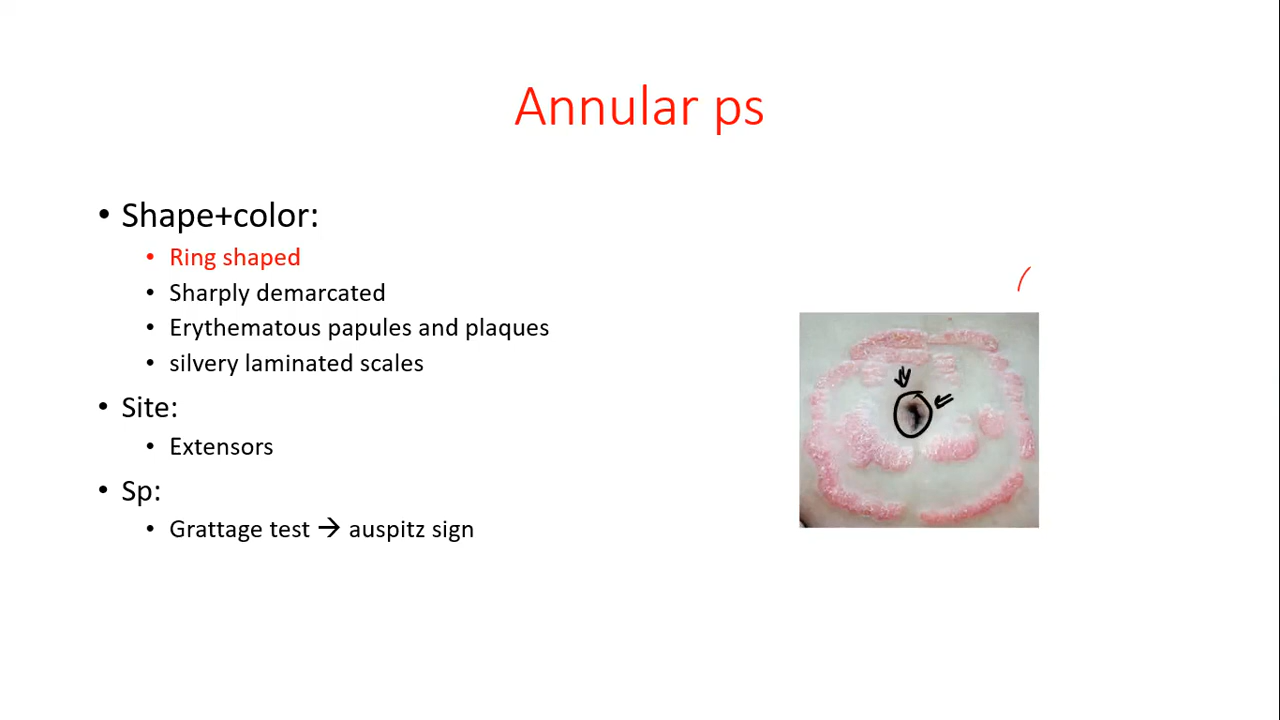 Annular ps
• Shape+color:
• Ring shaped
• Sharply demarcated
• Erythematous papules and plaques
• silvery laminated scales
• Site:
• Extensors
• Sp:
• Grattage test → auspitz sign